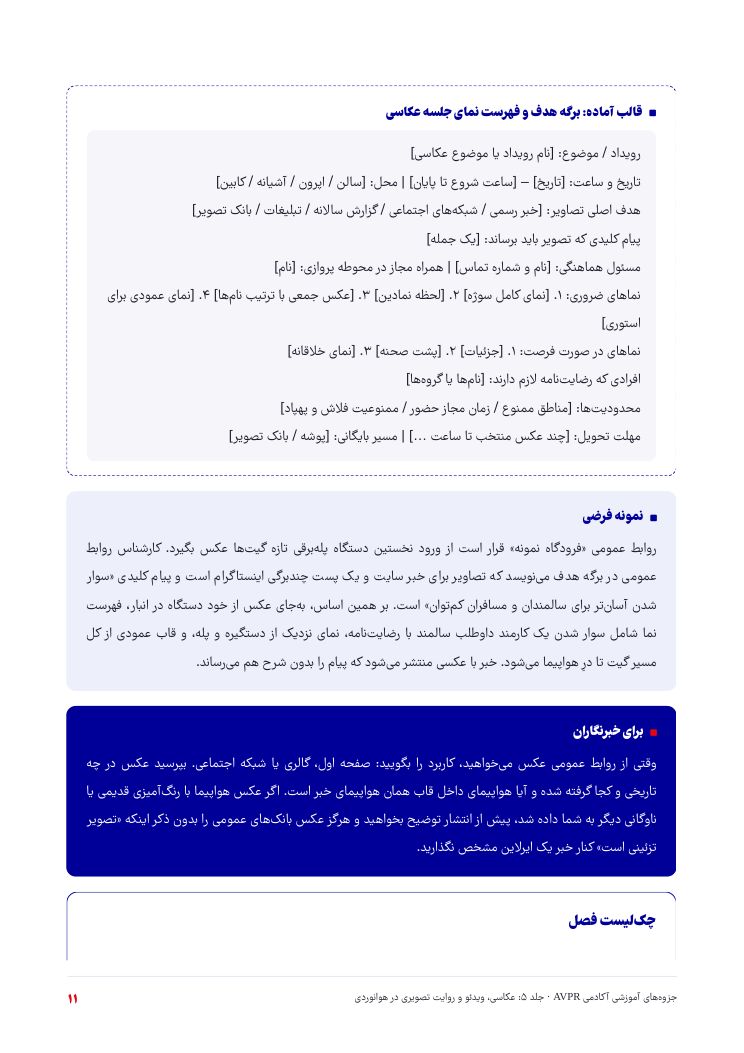 قالب آماده: برگه هدف و فهرست نمای جلسه عکاسی
رویداد / موضوع: [نام رویداد یا موضوع عکاسی]
تاریخ و ساعت: [تاریخ] – [ساعت شروع تا پایان] | محل: [سالن / اپرون / آشیانه / کابین]
هدف اصلی تصاویر: [خبر رسمی / شبکه‌های اجتماعی / گزارش سالانه / تبلیغات / بانک تصویر]
پیام کلیدی که تصویر باید برساند: [یک جمله]
مسئول هماهنگی: [نام و شماره تماس] | همراه مجاز در محوطه پروازی: [نام]
نماهای ضروری: ۱. [نمای کامل سوژه] ۲. [لحظه نمادین] ۳. [عکس جمعی با ترتیب نام‌ها] ۴. [نمای عمودی برای
استوری]
نماهای در صورت فرصت: ۱. [جزئیات] ۲. [پشت صحنه] ۳. [نمای خلاقانه]
افرادی که رضایت‌نامه لازم دارند: [نام‌ها یا گروه‌ها]
محدودیت‌ها: [مناطق ممنوع / زمان مجاز حضور / ممنوعیت فلاش و پهپاد]
مهلت تحویل: [چند عکس منتخب تا ساعت …] | مسیر بایگانی: [پوشه / بانک تصویر]
نمونه فرضی
روابط عمومی «فرودگاه نمونه» قرار است از ورود نخستین دستگاه پله‌برقی تازه گیت‌ها عکس بگیرد. کارشناس روابط
عمومی در برگه هدف می‌نویسد که تصاویر برای خبر سایت و یک پست چندبرگی اینستاگرام است و پیام کلیدی «سوار
شدن آسان‌تر برای سالمندان و مسافران کم‌توان» است. بر همین اساس، به‌جای عکس از خود دستگاه در انبار، فهرست
نما شامل سوار شدن یک کارمند داوطلب سالمند با رضایت‌نامه، نمای نزدیک از دستگیره و پله، و قاب عمودی از کل
مسیر گیت تا درِ هواپیما می‌شود. خبر با عکسی منتشر می‌شود که پیام را بدون شرح هم می‌رساند.
برای خبرنگاران
وقتی از روابط عمومی عکس می‌خواهید، کاربرد را بگویید: صفحه اول، گالری یا شبکه اجتماعی. بپرسید عکس در چه
تاریخی و کجا گرفته شده و آیا هواپیمای داخل قاب همان هواپیمای خبر است. اگر عکس هواپیما با رنگ‌آمیزی قدیمی یا
ناوگانی دیگر به شما داده شد، پیش از انتشار توضیح بخواهید و هرگز عکس بانک‌های عمومی را بدون ذکر اینکه «تصویر
تزئینی است» کنار خبر یک ایرلاین مشخص نگذارید.
چک‌لیست فصل
جزوه‌های آموزشی آکادمی AVPR · جلد ۵: عکاسی، ویدئو و روایت تصویری در هوانوردی
۱۱